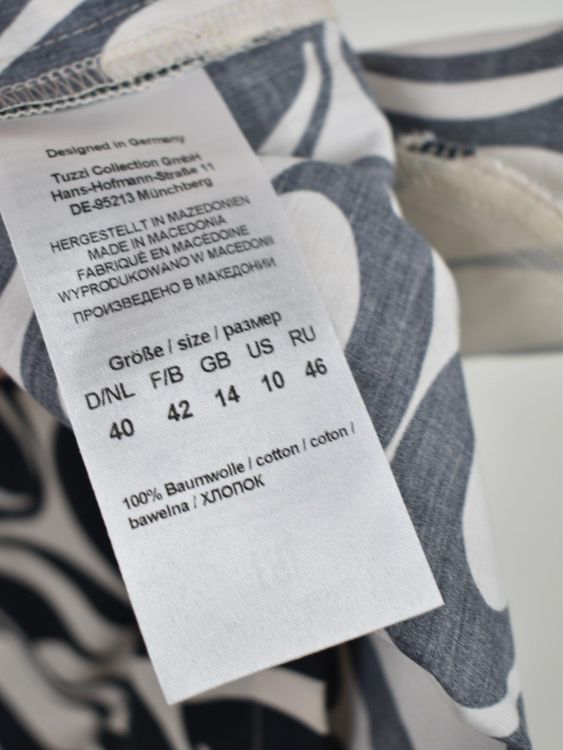 Designed in Germany
Tuzzi Collection GmbH
Hans-Hofmann-Straße 11
DE-95213 Münchberg
HERGESTELLT IN MAZEDONIEN
MADE IN MACEDONIA
FABRIQUÉ EN MACÉDOINE
WYPRODUKOWANO W MACEDONII
ПРОИЗВЕДЕНО В МАКЕДОНИИ
Größe / size / размер
D/NL F/B GB US RU
40 42 14 10 46
100% Baumwolle / cotton / coton /
bawełna / ХЛОПОК